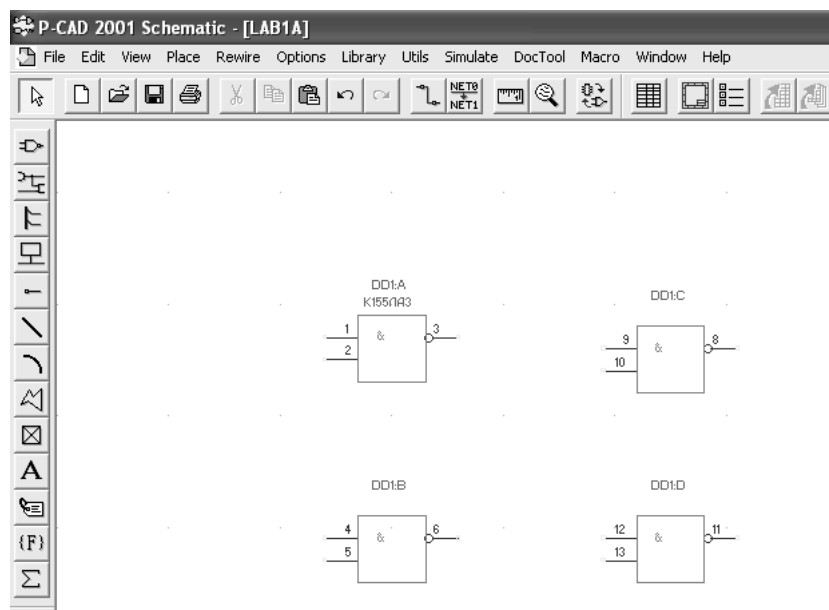 P-CAD 2001 Schematic - [LAB1A]
File Edit View Place Rewire Options Library Utils Simulate DocTool Macro Window Help
NET0
NET1
DD1:A
К155ЛА3
1 & 3
2
DD1:C
9 & 8
10
DD1:B
4 & 6
5
DD1:D
12 & 11
13
A
{F}
Σ